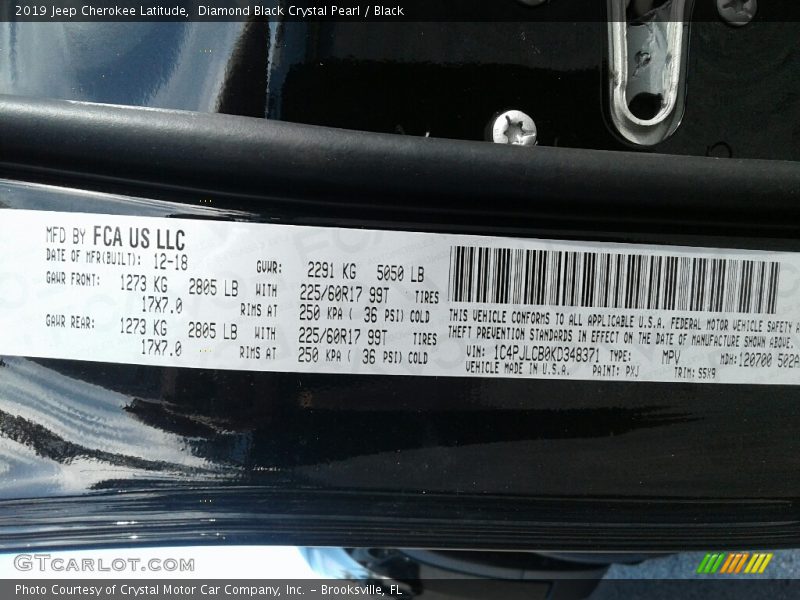 2019 Jeep Cherokee Latitude, Diamond Black Crystal Pearl / Black
MFD BY FCA US LLC
DATE OF MFR(BUILT): 12-18 GVWR: 2291 KG 5050 LB
GAWR FRONT: 1273 KG 2805 LB WITH 225/60R17 99T TIRES
17X7.0 RIMS AT 250 KPA ( 36 PSI) COLD
GAWR REAR: 1273 KG 2805 LB WITH 225/60R17 99T TIRES
17X7.0 RIMS AT 250 KPA ( 36 PSI) COLD
THIS VEHICLE CONFORMS TO ALL APPLICABLE U.S.A. FEDERAL MOTOR VEHICLE SAFETY
THEFT PREVENTION STANDARDS IN EFFECT ON THE DATE OF MANUFACTURE SHOWN ABOVE.
VIN: 1C4PJLCB0KD348371 TYPE: MPV MDH: 120700 502A
VEHICLE MADE IN U.S.A. PAINT: PXJ TRIM: S5X9
GTCARLOT.COM
Photo Courtesy of Crystal Motor Car Company, Inc. – Brooksville, FL